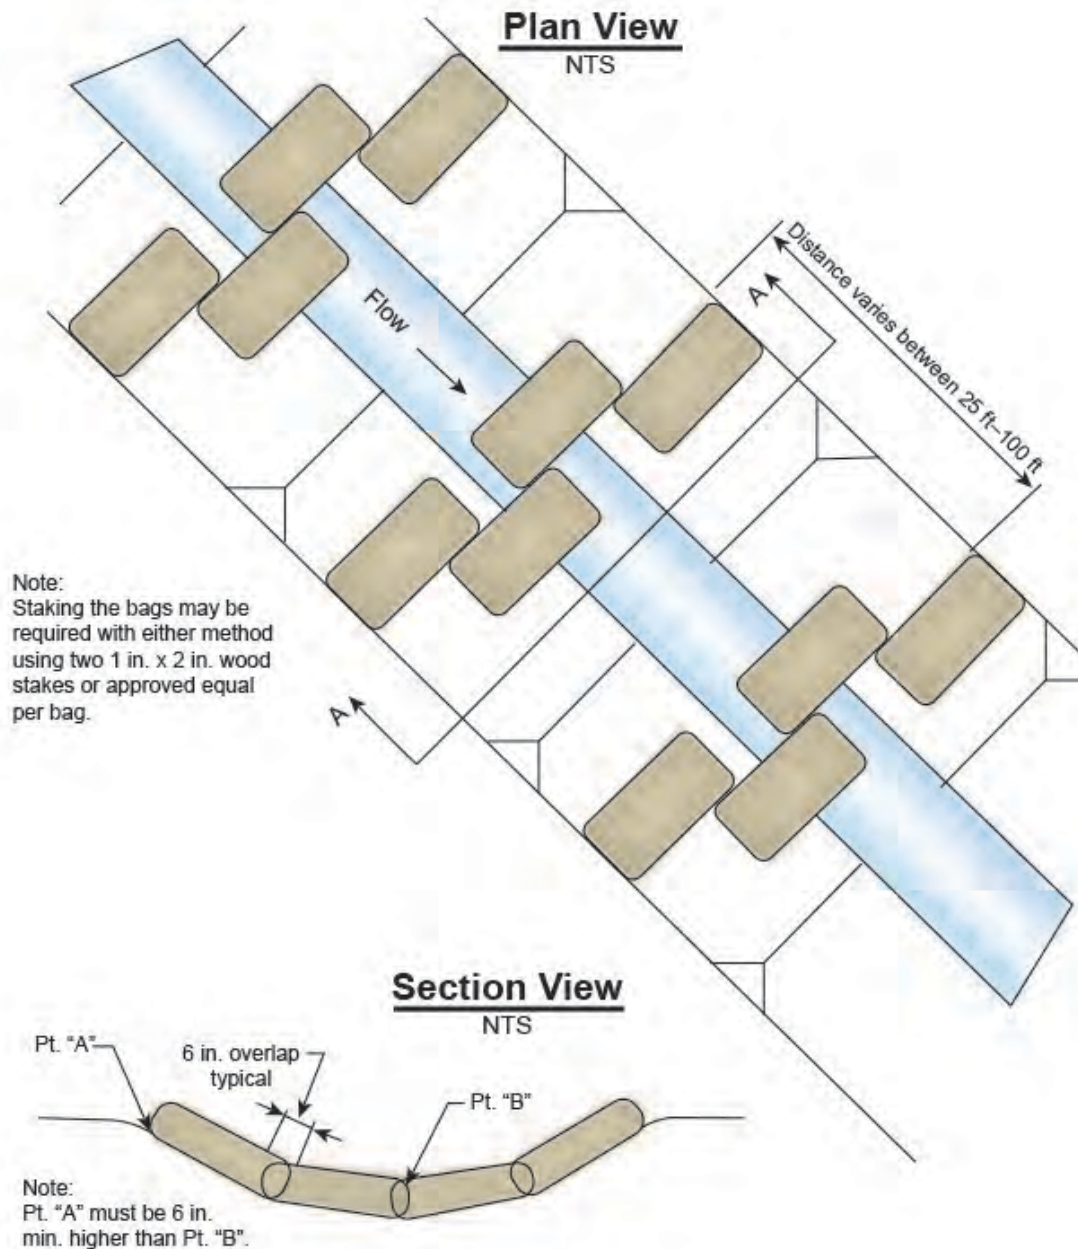 Plan View
NTS
Distance varies between 25 ft–100 ft
A
Flow
Note:
Staking the bags may be
required with either method
using two 1 in. x 2 in. wood
stakes or approved equal
per bag.
A
Section View
NTS
Pt. “A”
6 in. overlap
typical
Pt. “B”
Note:
Pt. “A” must be 6 in.
min. higher than Pt. “B”.